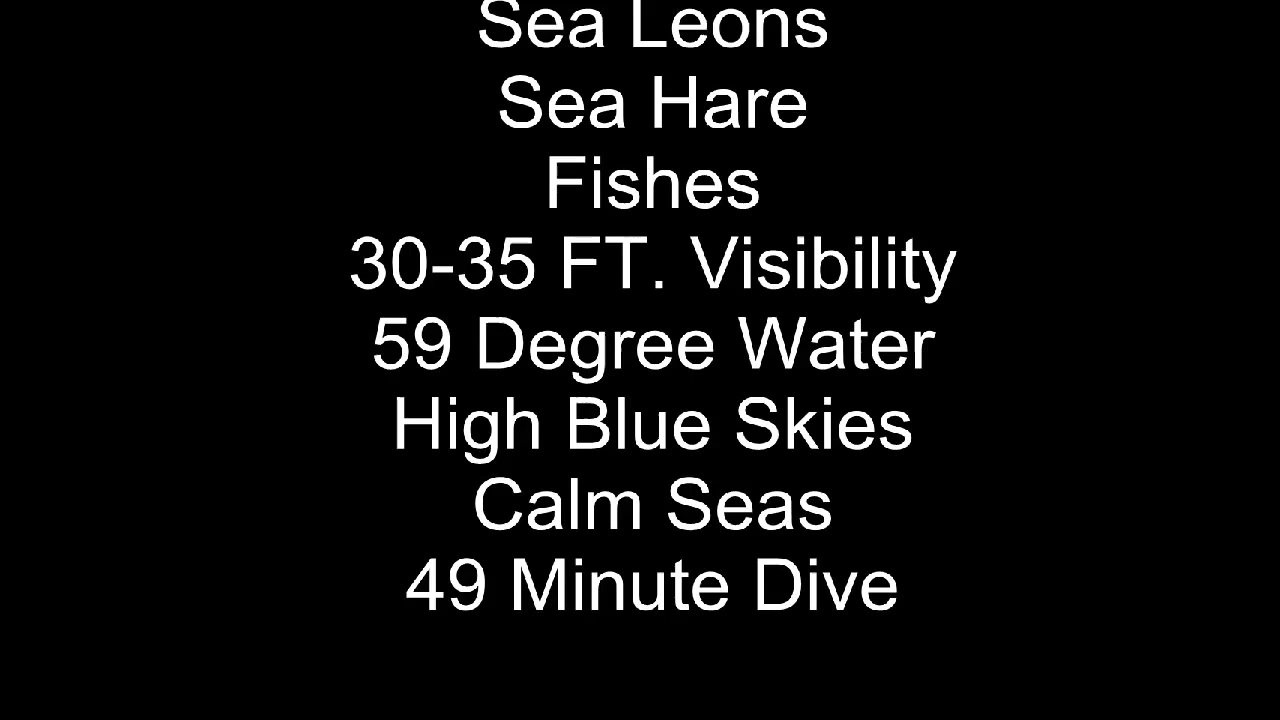 Sea Leons
Sea Hare
Fishes
30-35 FT. Visibility
59 Degree Water
High Blue Skies
Calm Seas
49 Minute Dive